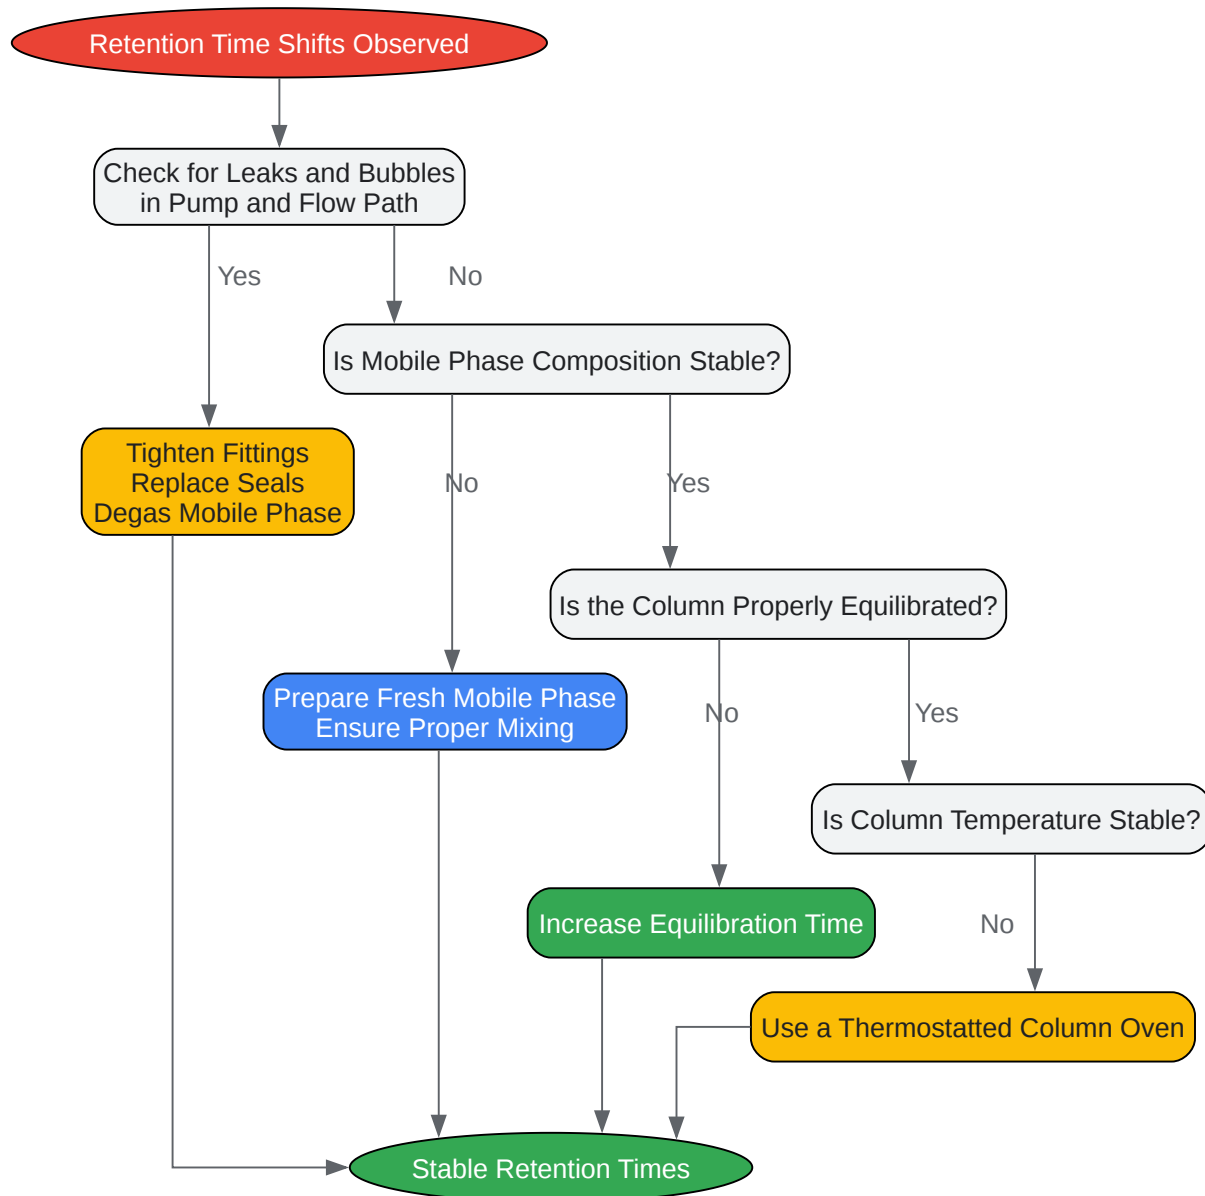 Retention Time Shifts Observed
Check for Leaks and Bubbles
in Pump and Flow Path
Yes
No
Is Mobile Phase Composition Stable?
Tighten Fittings
Replace Seals
Degas Mobile Phase
No
Yes
Is the Column Properly Equilibrated?
Prepare Fresh Mobile Phase
Ensure Proper Mixing
No
Yes
Is Column Temperature Stable?
Increase Equilibration Time
No
Use a Thermostatted Column Oven
Stable Retention Times